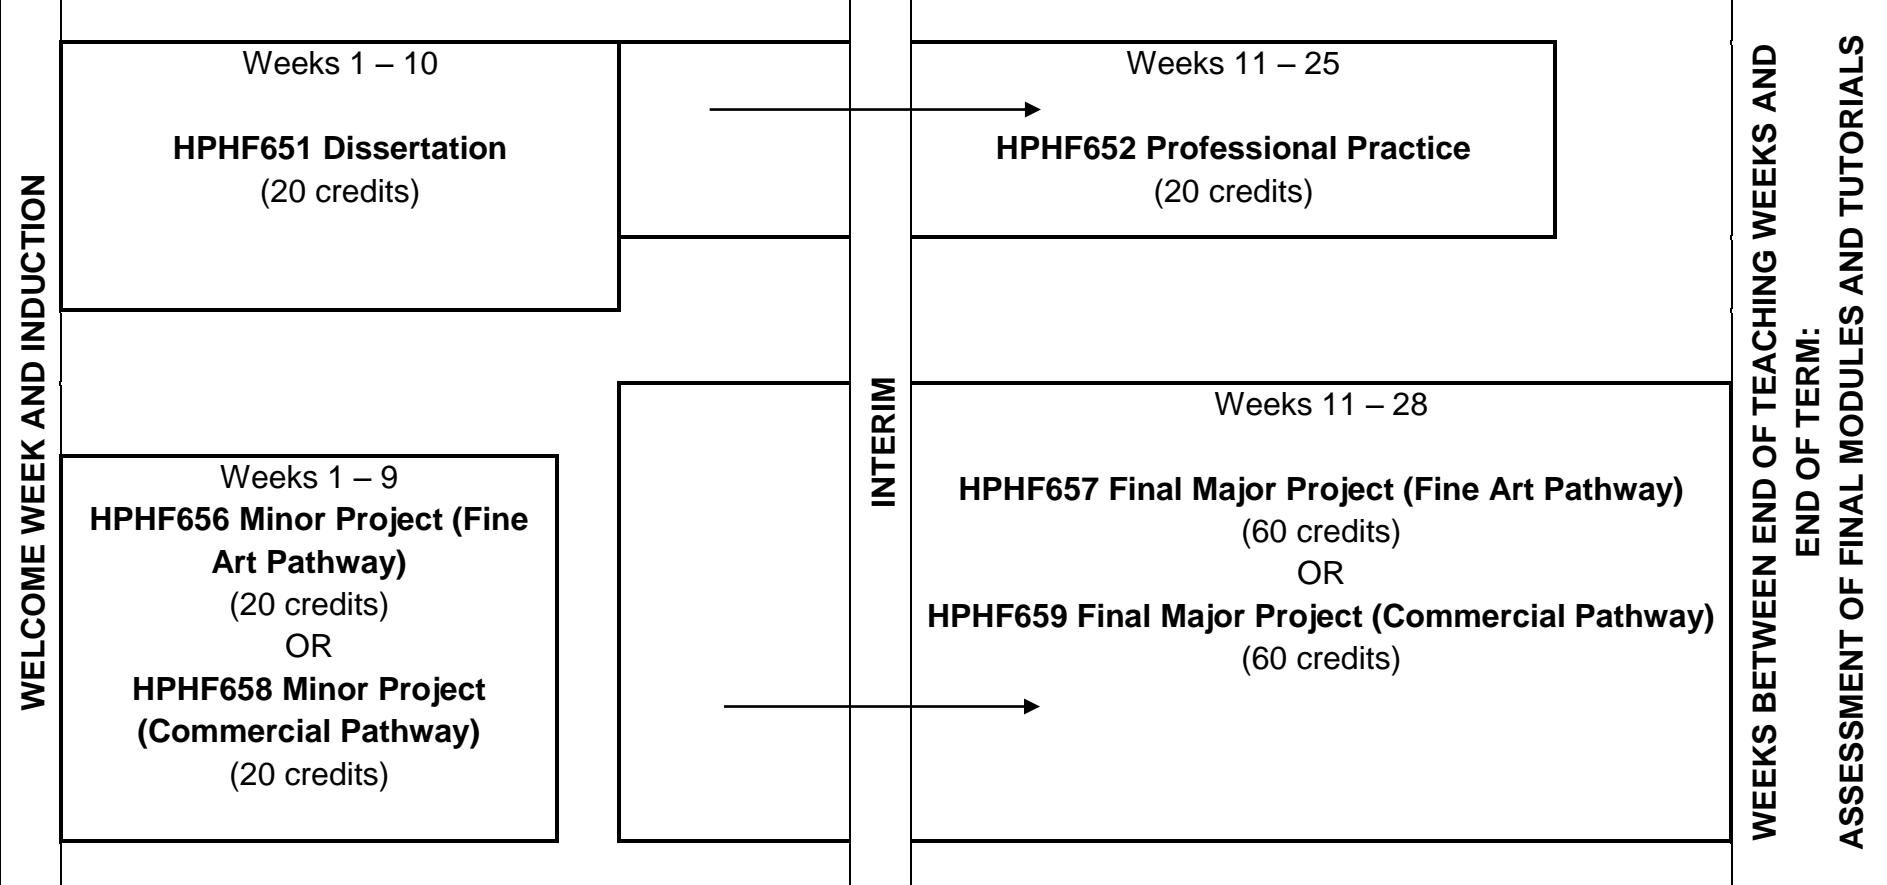 WELCOME WEEK AND INDUCTION
Weeks 1 – 10
HPHF651 Dissertation
(20 credits)
Weeks 1 – 9
HPHF656 Minor Project (Fine
Art Pathway)
(20 credits)
OR
HPHF658 Minor Project
(Commercial Pathway)
(20 credits)
INTERIM
Weeks 11 – 25
HPHF652 Professional Practice
(20 credits)
Weeks 11 – 28
HPHF657 Final Major Project (Fine Art Pathway)
(60 credits)
OR
HPHF659 Final Major Project (Commercial Pathway)
(60 credits)
WEEKS BETWEEN END OF TEACHING WEEKS AND
END OF TERM:
ASSESSMENT OF FINAL MODULES AND TUTORIALS